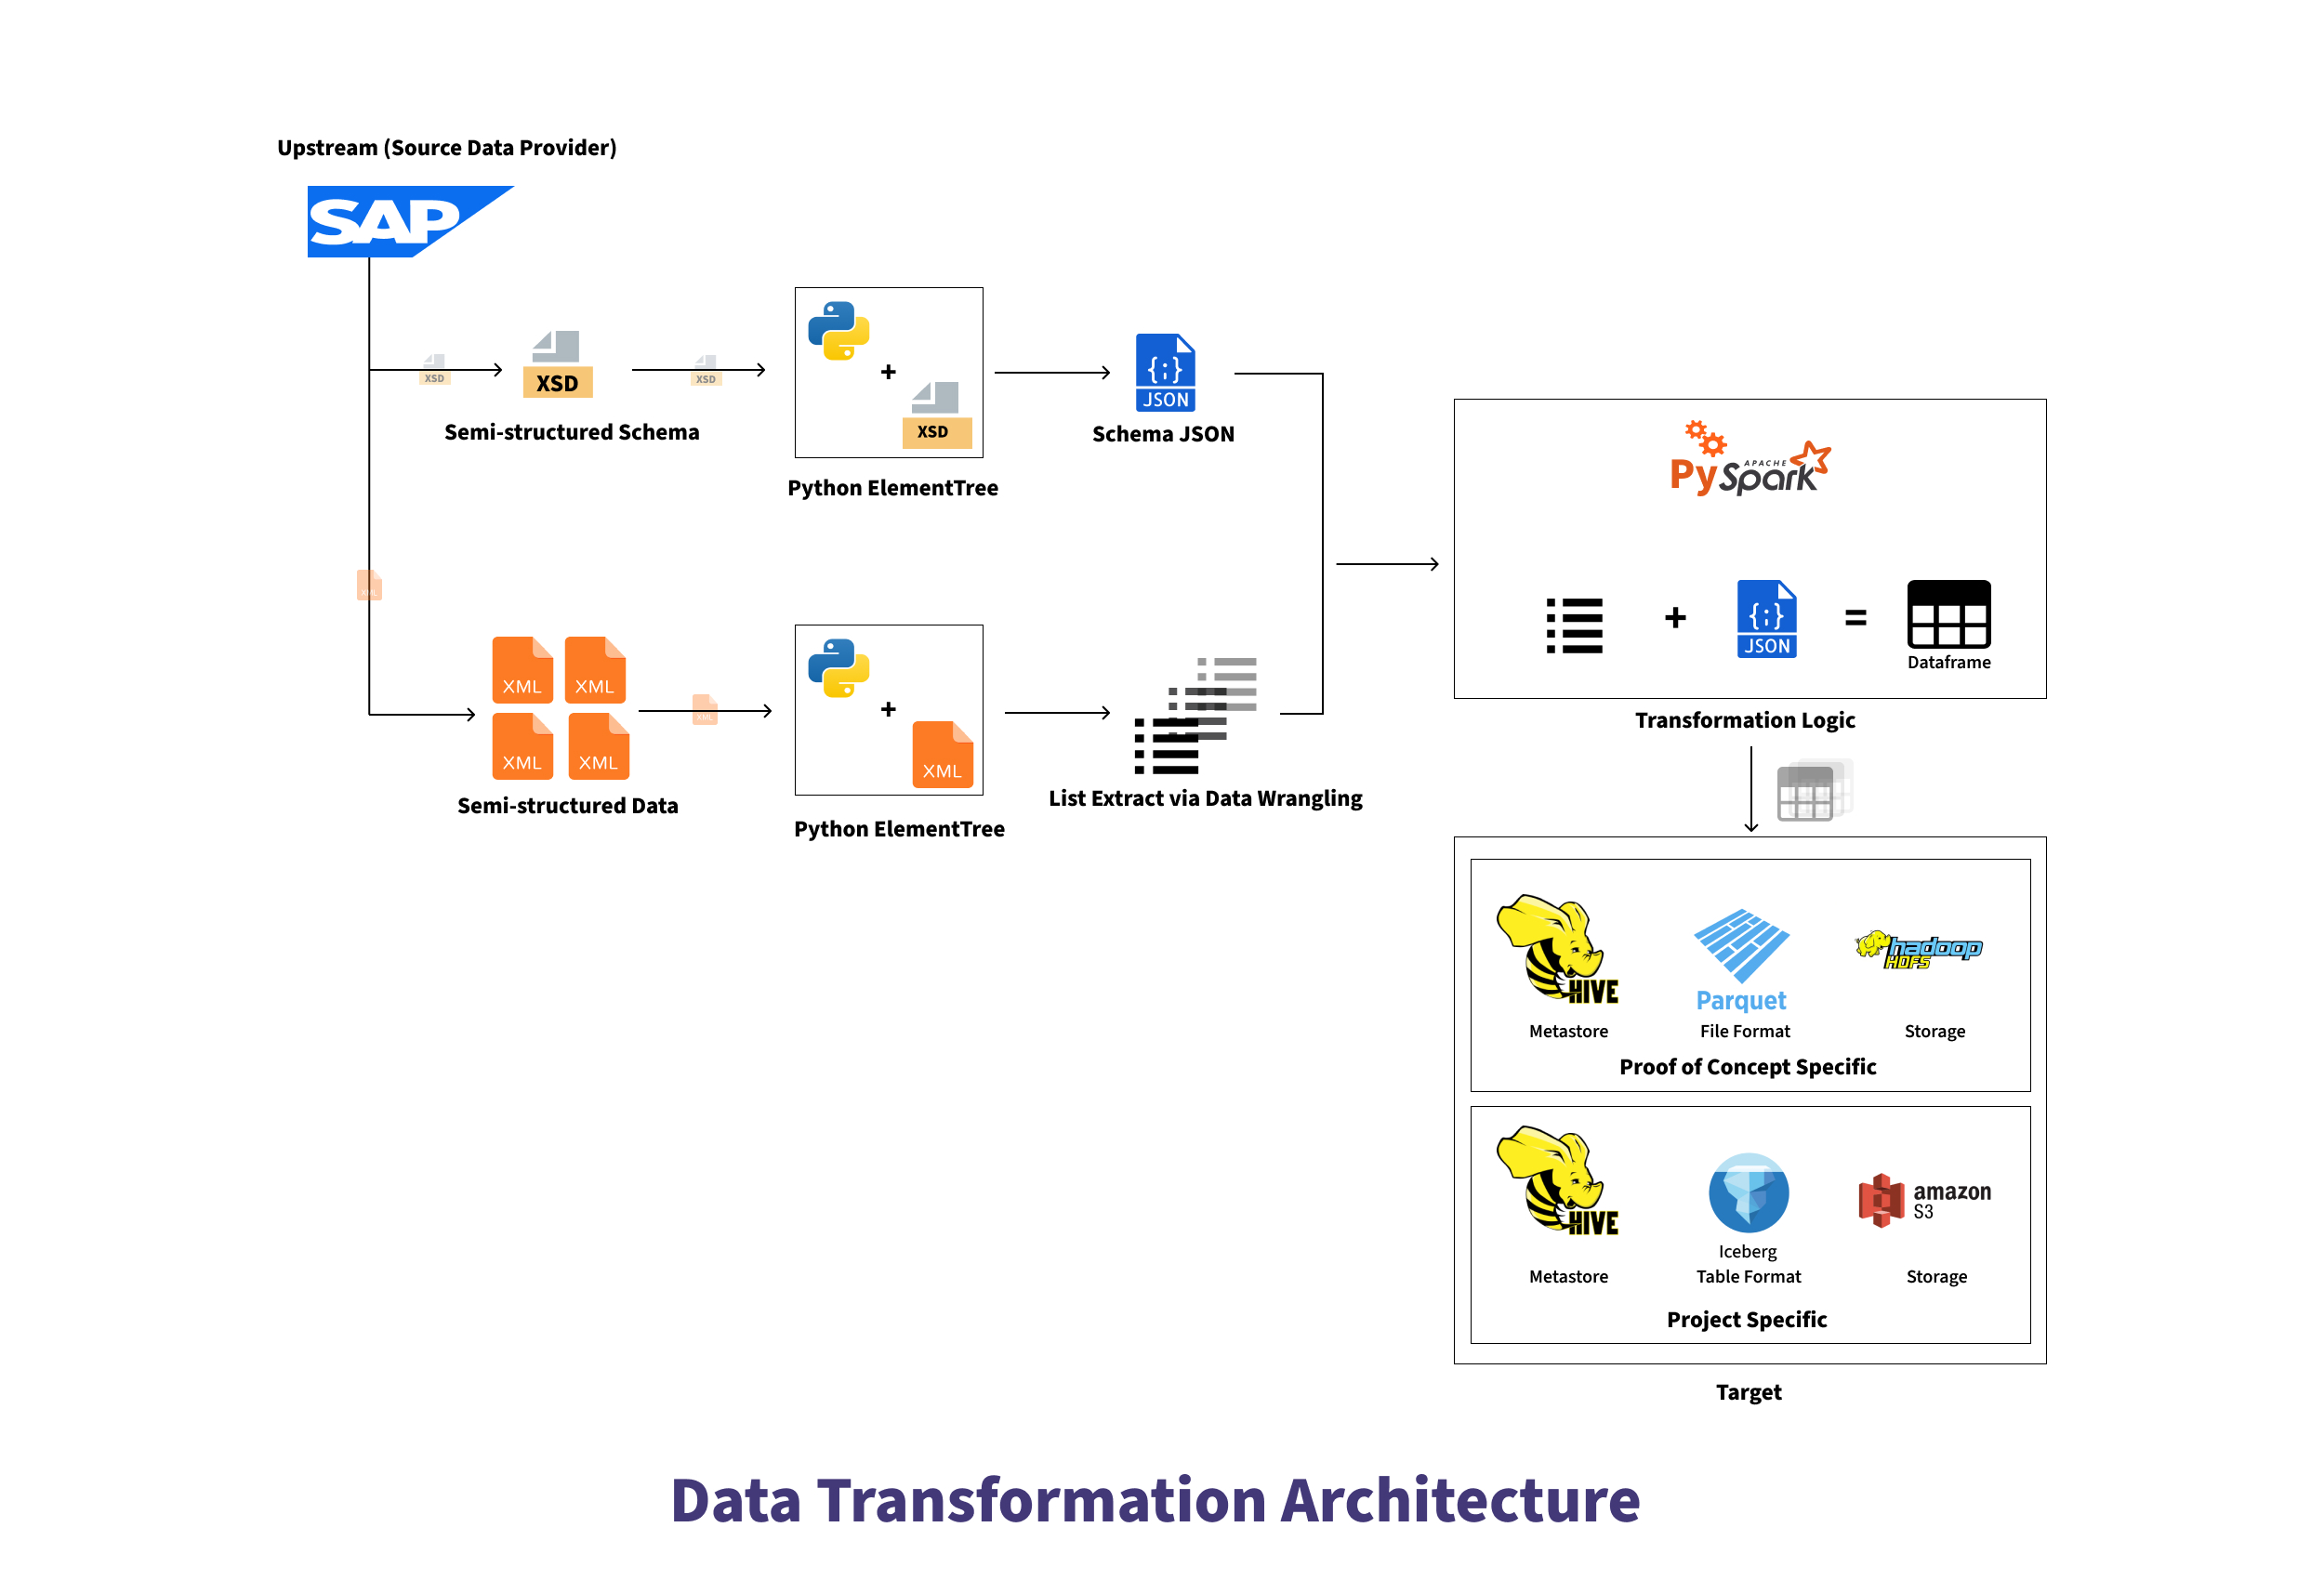 Upstream (Source Data Provider)
SAP
XSD
XSD
XSD
Semi-structured Schema
+
XSD
Python ElementTree
{;}
JSON
Schema JSON
XML
XML
XML
XML
XML
Semi-structured Data
XML
+
XML
Python ElementTree
List Extract via Data Wrangling
APACHE
PySpark
+
{;}
JSON
=
Dataframe
Transformation Logic
HIVE
Metastore
Parquet
File Format
hadoop
HDFS
Storage
Proof of Concept Specific
HIVE
Metastore
Iceberg
Table Format
amazon
S3
Storage
Project Specific
Target
Data Transformation Architecture